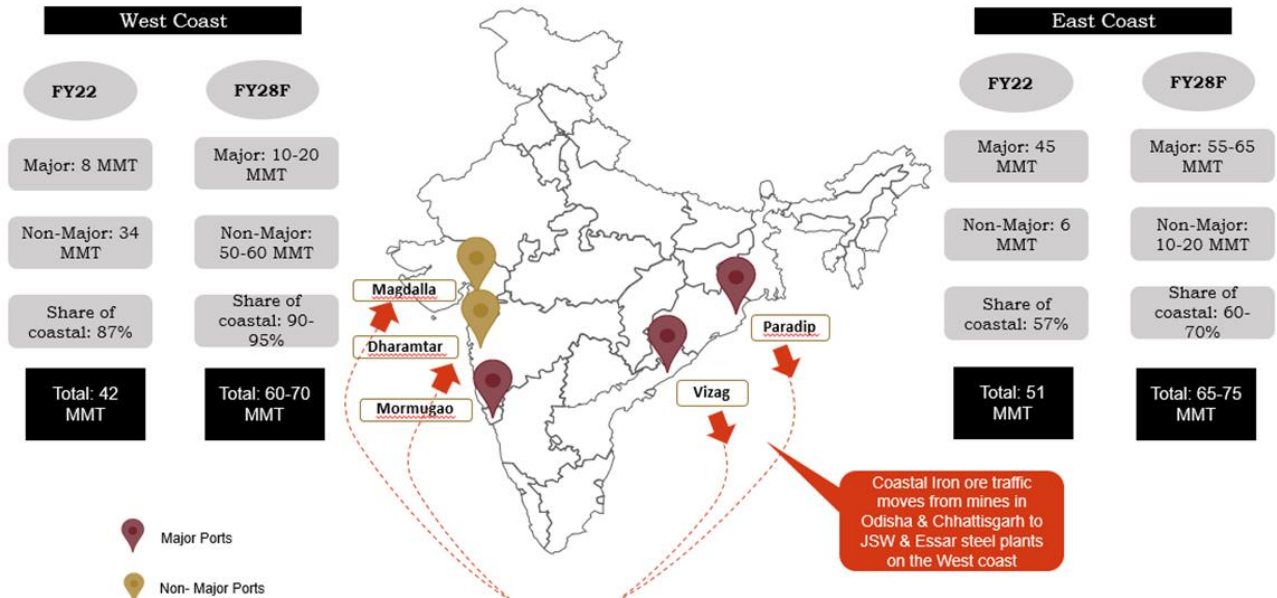 West Coast
FY22
FY28F
Major: 8 MMT
Major: 10-20
MMT
Non-Major: 34
MMT
Non-Major:
50-60 MMT
Share of
coastal: 87%
Share of
coastal: 90-
95%
Total: 42
MMT
Total: 60-70
MMT
Magdalla
Dharamtar
Mormugao
Paradip
Vizag
Major Ports
Non- Major Ports
East Coast
FY22
FY28F
Major: 45
MMT
Major: 55-65
MMT
Non-Major: 6
MMT
Non-Major:
10-20 MMT
Share of
coastal: 57%
Share of
coastal: 60-
70%
Total: 51
MMT
Total: 65-75
MMT
Coastal Iron ore traffic
moves from mines in
Odisha & Chhattisgarh to
JSW & Essar steel plants
on the West coast